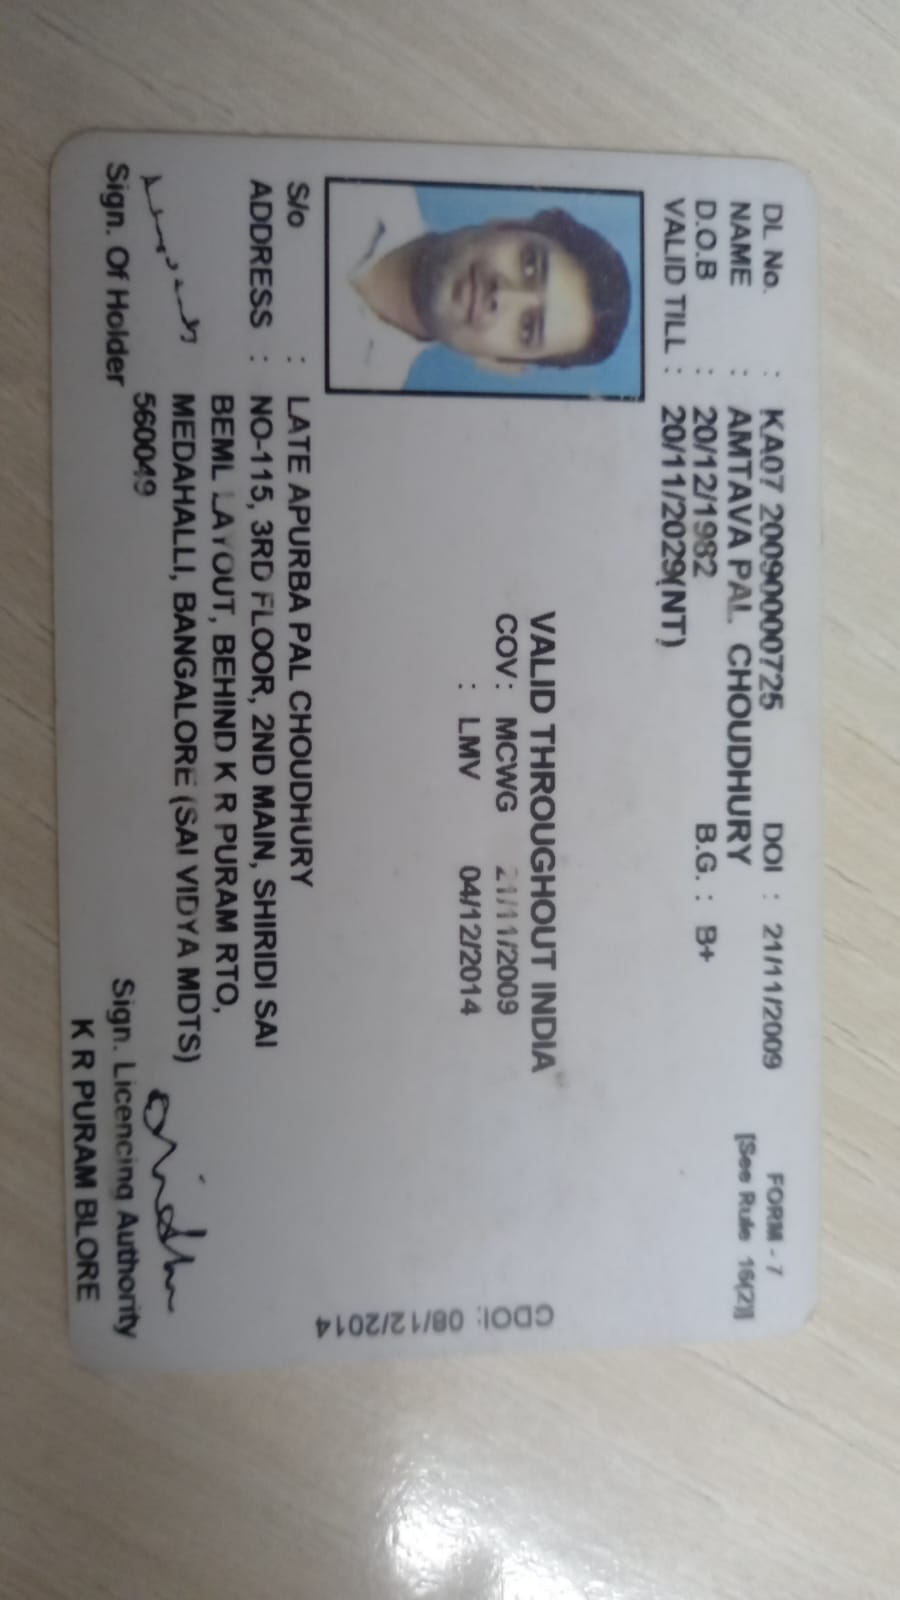 DL No. : KA07 20090000725 DOI : 21/11/2009 FORM - 7
NAME : AMTAVA PAL CHOUDHURY [See Rule 16(2)]
D.O.B : 20/12/1982 B.G. : B+
VALID TILL : 20/11/2029(NT)
VALID THROUGHOUT INDIA
COV: MCWG 21/11/2009
: LMV 04/12/2014
CDOI: 08/12/2014
S/o : LATE APURBA PAL CHOUDHURY
ADDRESS : NO-115, 3RD FLOOR, 2ND MAIN, SHIRIDI SAI
BEML LAYOUT, BEHIND K R PURAM RTO,
MEDAHALLI, BANGALORE (SAI VIDYA MDTS)
560049
Sign. Of Holder
Sign. Licencing Authority
K R PURAM BLORE